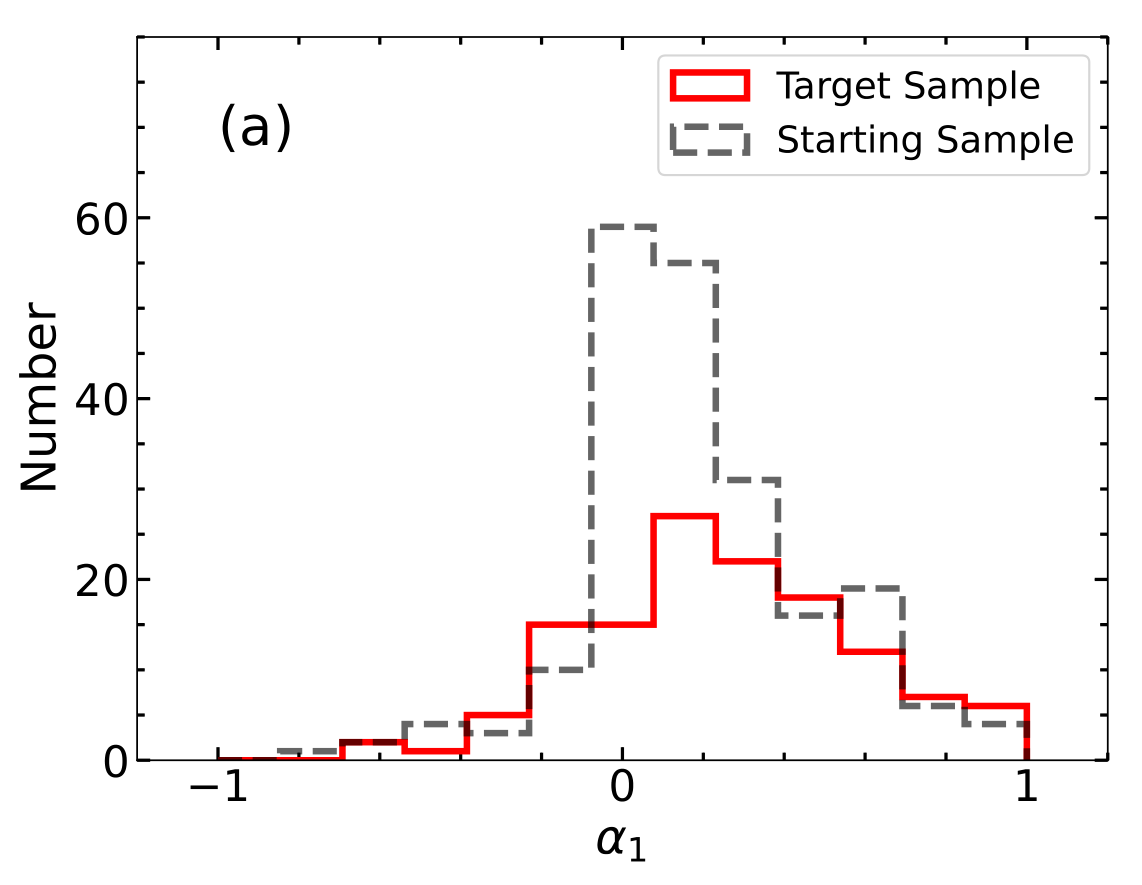 (a)
Target Sample
Starting Sample
Number
60
40
20
0
−1
0
1
α₁